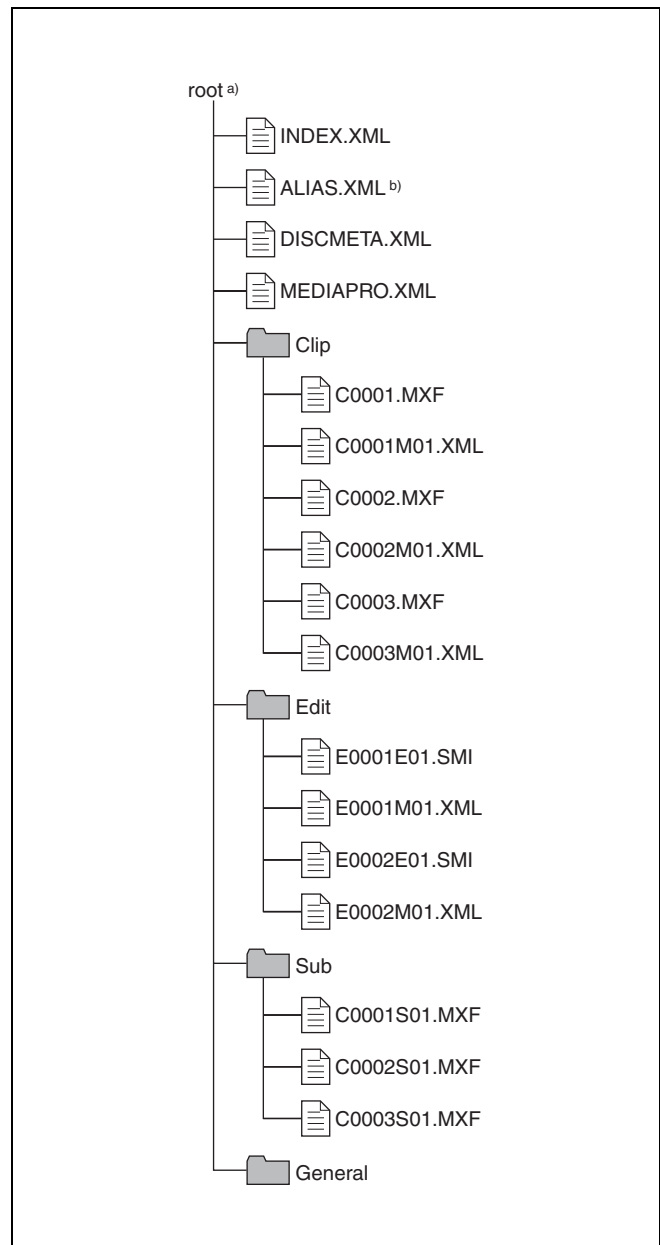 root a)
INDEX.XML
ALIAS.XML b)
DISCMETA.XML
MEDIAPRO.XML
Clip
C0001.MXF
C0001M01.XML
C0002.MXF
C0002M01.XML
C0003.MXF
C0003M01.XML
Edit
E0001E01.SMI
E0001M01.XML
E0002E01.SMI
E0002M01.XML
Sub
C0001S01.MXF
C0002S01.MXF
C0003S01.MXF
General